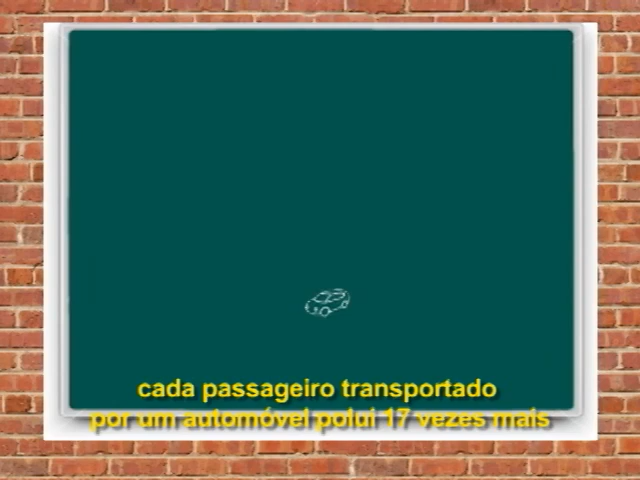 cada passageiro transportado
por um automóvel polui 17 vezes mais